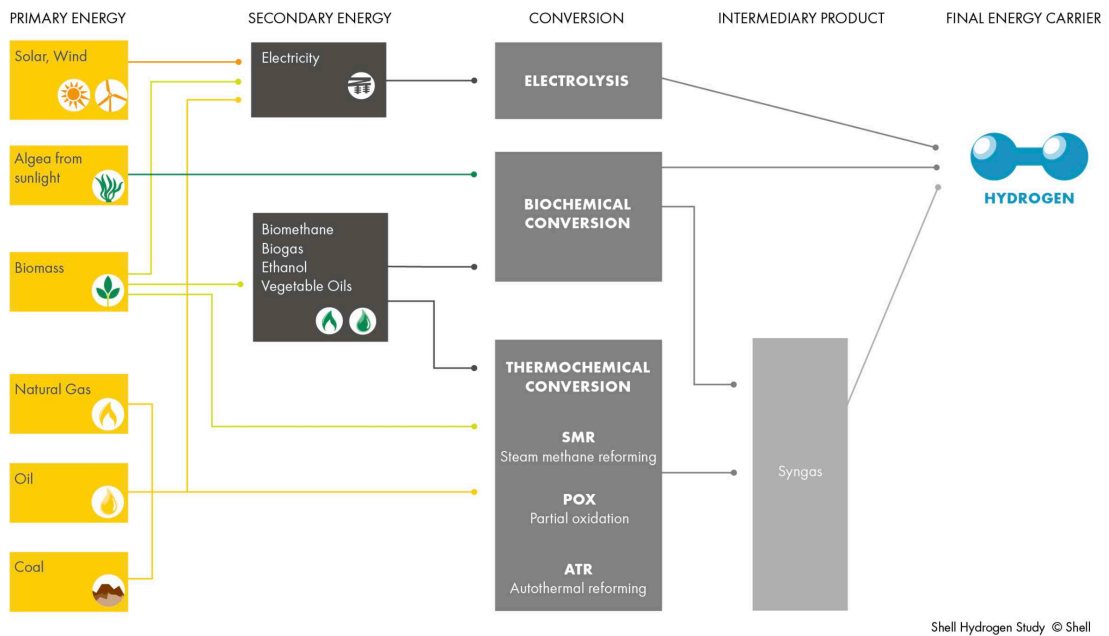 PRIMARY ENERGY
SECONDARY ENERGY
CONVERSION
INTERMEDIARY PRODUCT
FINAL ENERGY CARRIER
Solar, Wind
Algea from
sunlight
Biomass
Natural Gas
Oil
Coal
Electricity
Biomethane
Biogas
Ethanol
Vegetable Oils
ELECTROLYSIS
BIOCHEMICAL
CONVERSION
THERMOCHEMICAL
CONVERSION
SMR
Steam methane reforming
POX
Partial oxidation
ATR
Autothermal reforming
Syngas
HYDROGEN
Shell Hydrogen Study © Shell